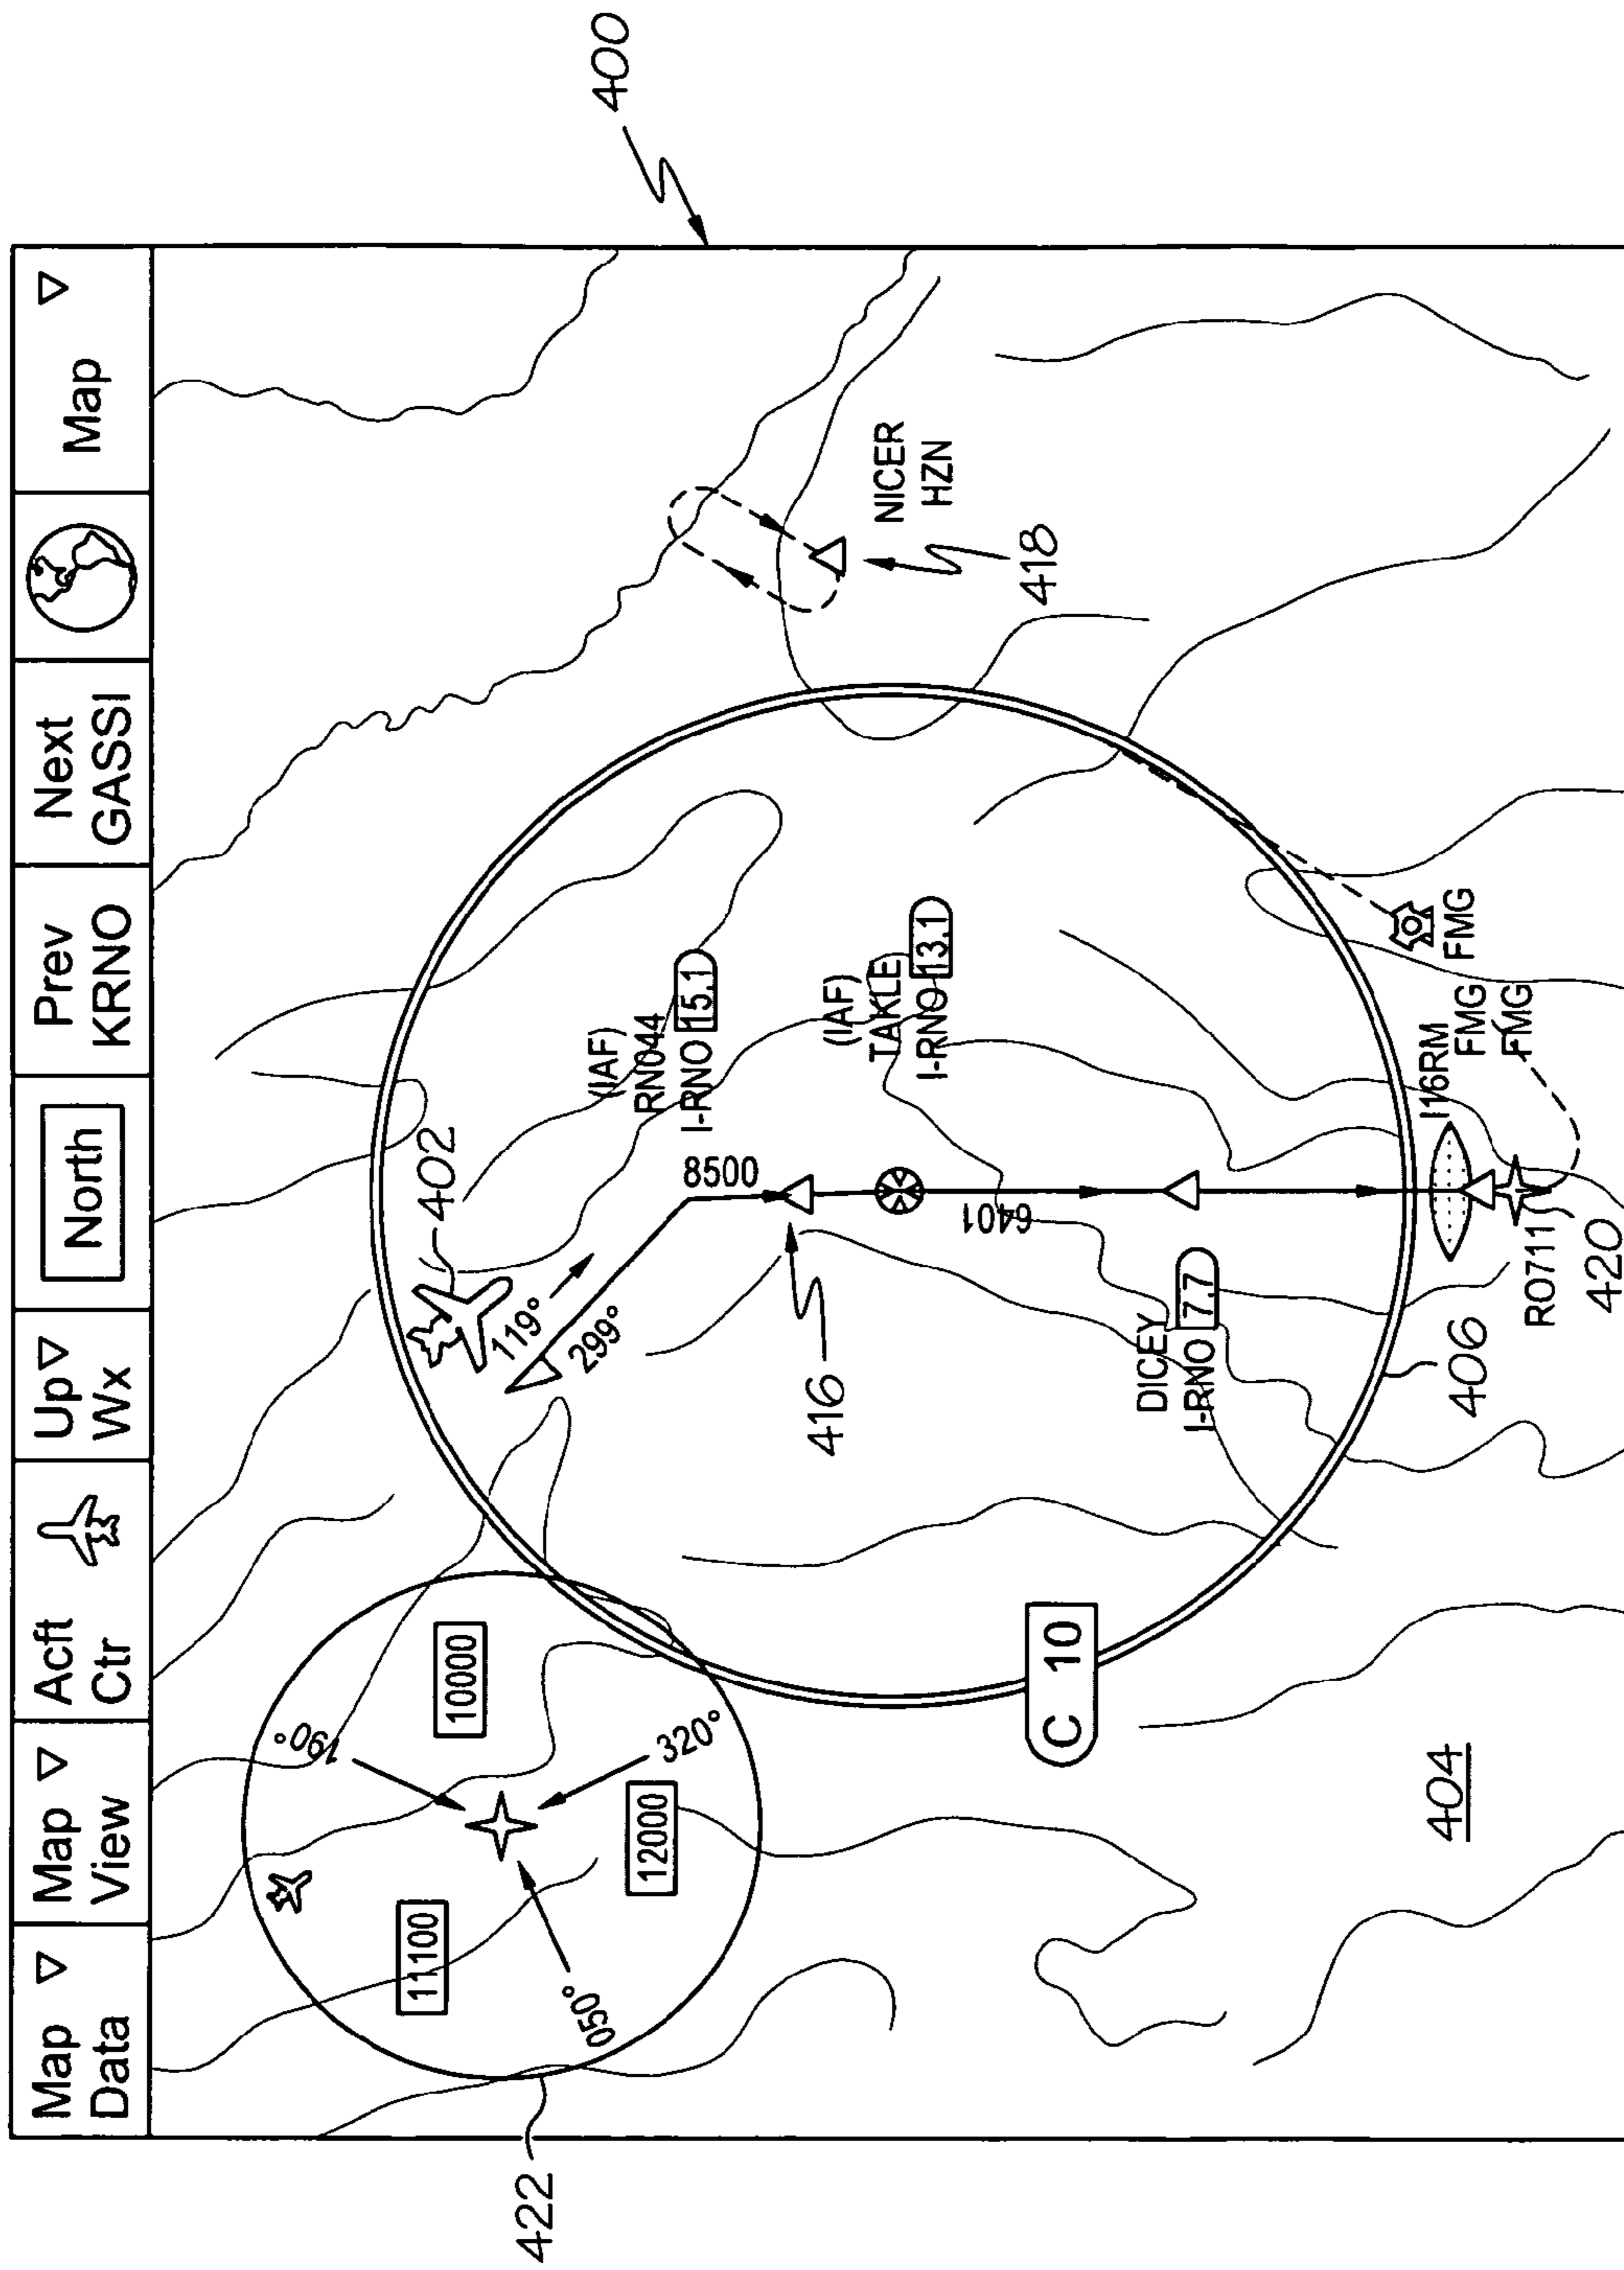 Map ▽
Data
Map ▽
View
Acft
Ctr
Up ▽
Wx
North
Prev
KRNO
Next
GASSI
Map ▽
400
422
11100
190°
10000
050°
12000
320°
402
119°
299°
8500
(IAF)
RN044
I-RNO 15.1
416
(IAF)
TAKLE
I-RNO 13.1
6401
NICER
HZN
418
C 10
DICEY
I-RNO 7.7
406
404
I16RM
FMG
FMG
FMG
RO711
420